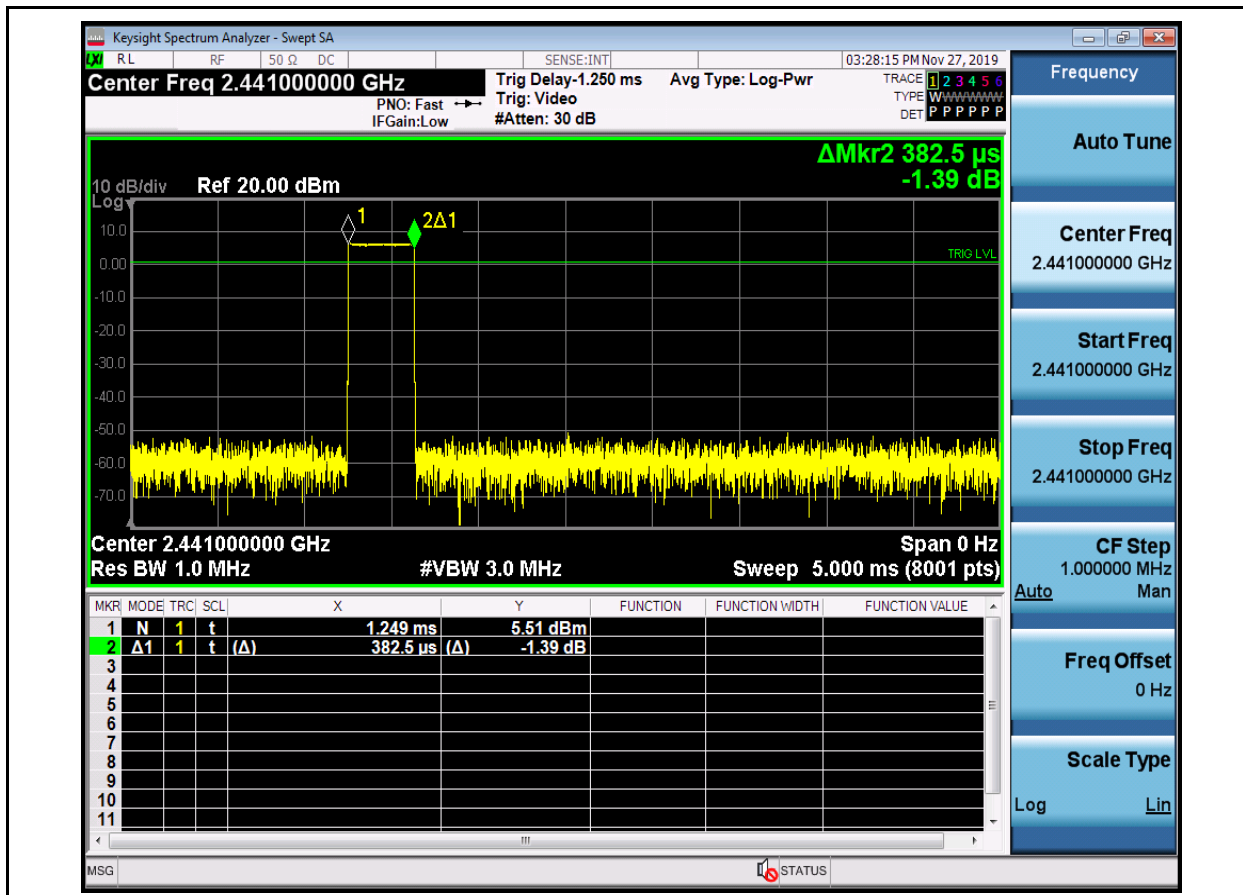 Keysight Spectrum Analyzer - Swept SA
LXI RL RF 50 Ω DC SENSE:INT 03:28:15 PM Nov 27, 2019
Center Freq 2.441000000 GHz
PNO: Fast
IFGain:Low
Trig Delay-1.250 ms
Trig: Video
#Atten: 30 dB
Avg Type: Log-Pwr
TRACE 1 2 3 4 5 6
TYPE WWWWWW
DET P P P P P P
ΔMkr2 382.5 µs
-1.39 dB
10 dB/div Ref 20.00 dBm
Log
1
2Δ1
10.0
TRIG LVL
0.00
-10.0
-20.0
-30.0
-40.0
-50.0
-60.0
-70.0
Center 2.441000000 GHz Span 0 Hz
Res BW 1.0 MHz #VBW 3.0 MHz Sweep 5.000 ms (8001 pts)
MKR MODE TRC SCL X Y FUNCTION FUNCTION WIDTH FUNCTION VALUE
1 N 1 t 1.249 ms 5.51 dBm
2 Δ1 1 t (Δ) 382.5 µs (Δ) -1.39 dB
3
4
5
6
7
8
9
10
11
MSG STATUS
Frequency
Auto Tune
Center Freq
2.441000000 GHz
Start Freq
2.441000000 GHz
Stop Freq
2.441000000 GHz
CF Step
1.000000 MHz
Auto Man
Freq Offset
0 Hz
Scale Type
Log Lin